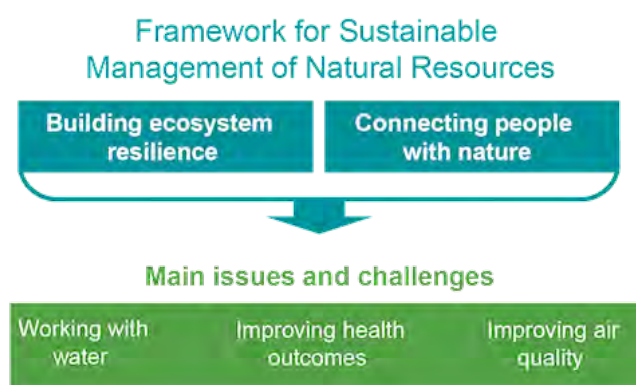 Framework for Sustainable
Management of Natural Resources
Building ecosystem
resilience
Connecting people
with nature
Main issues and challenges
Working with
water
Improving health
outcomes
Improving air
quality